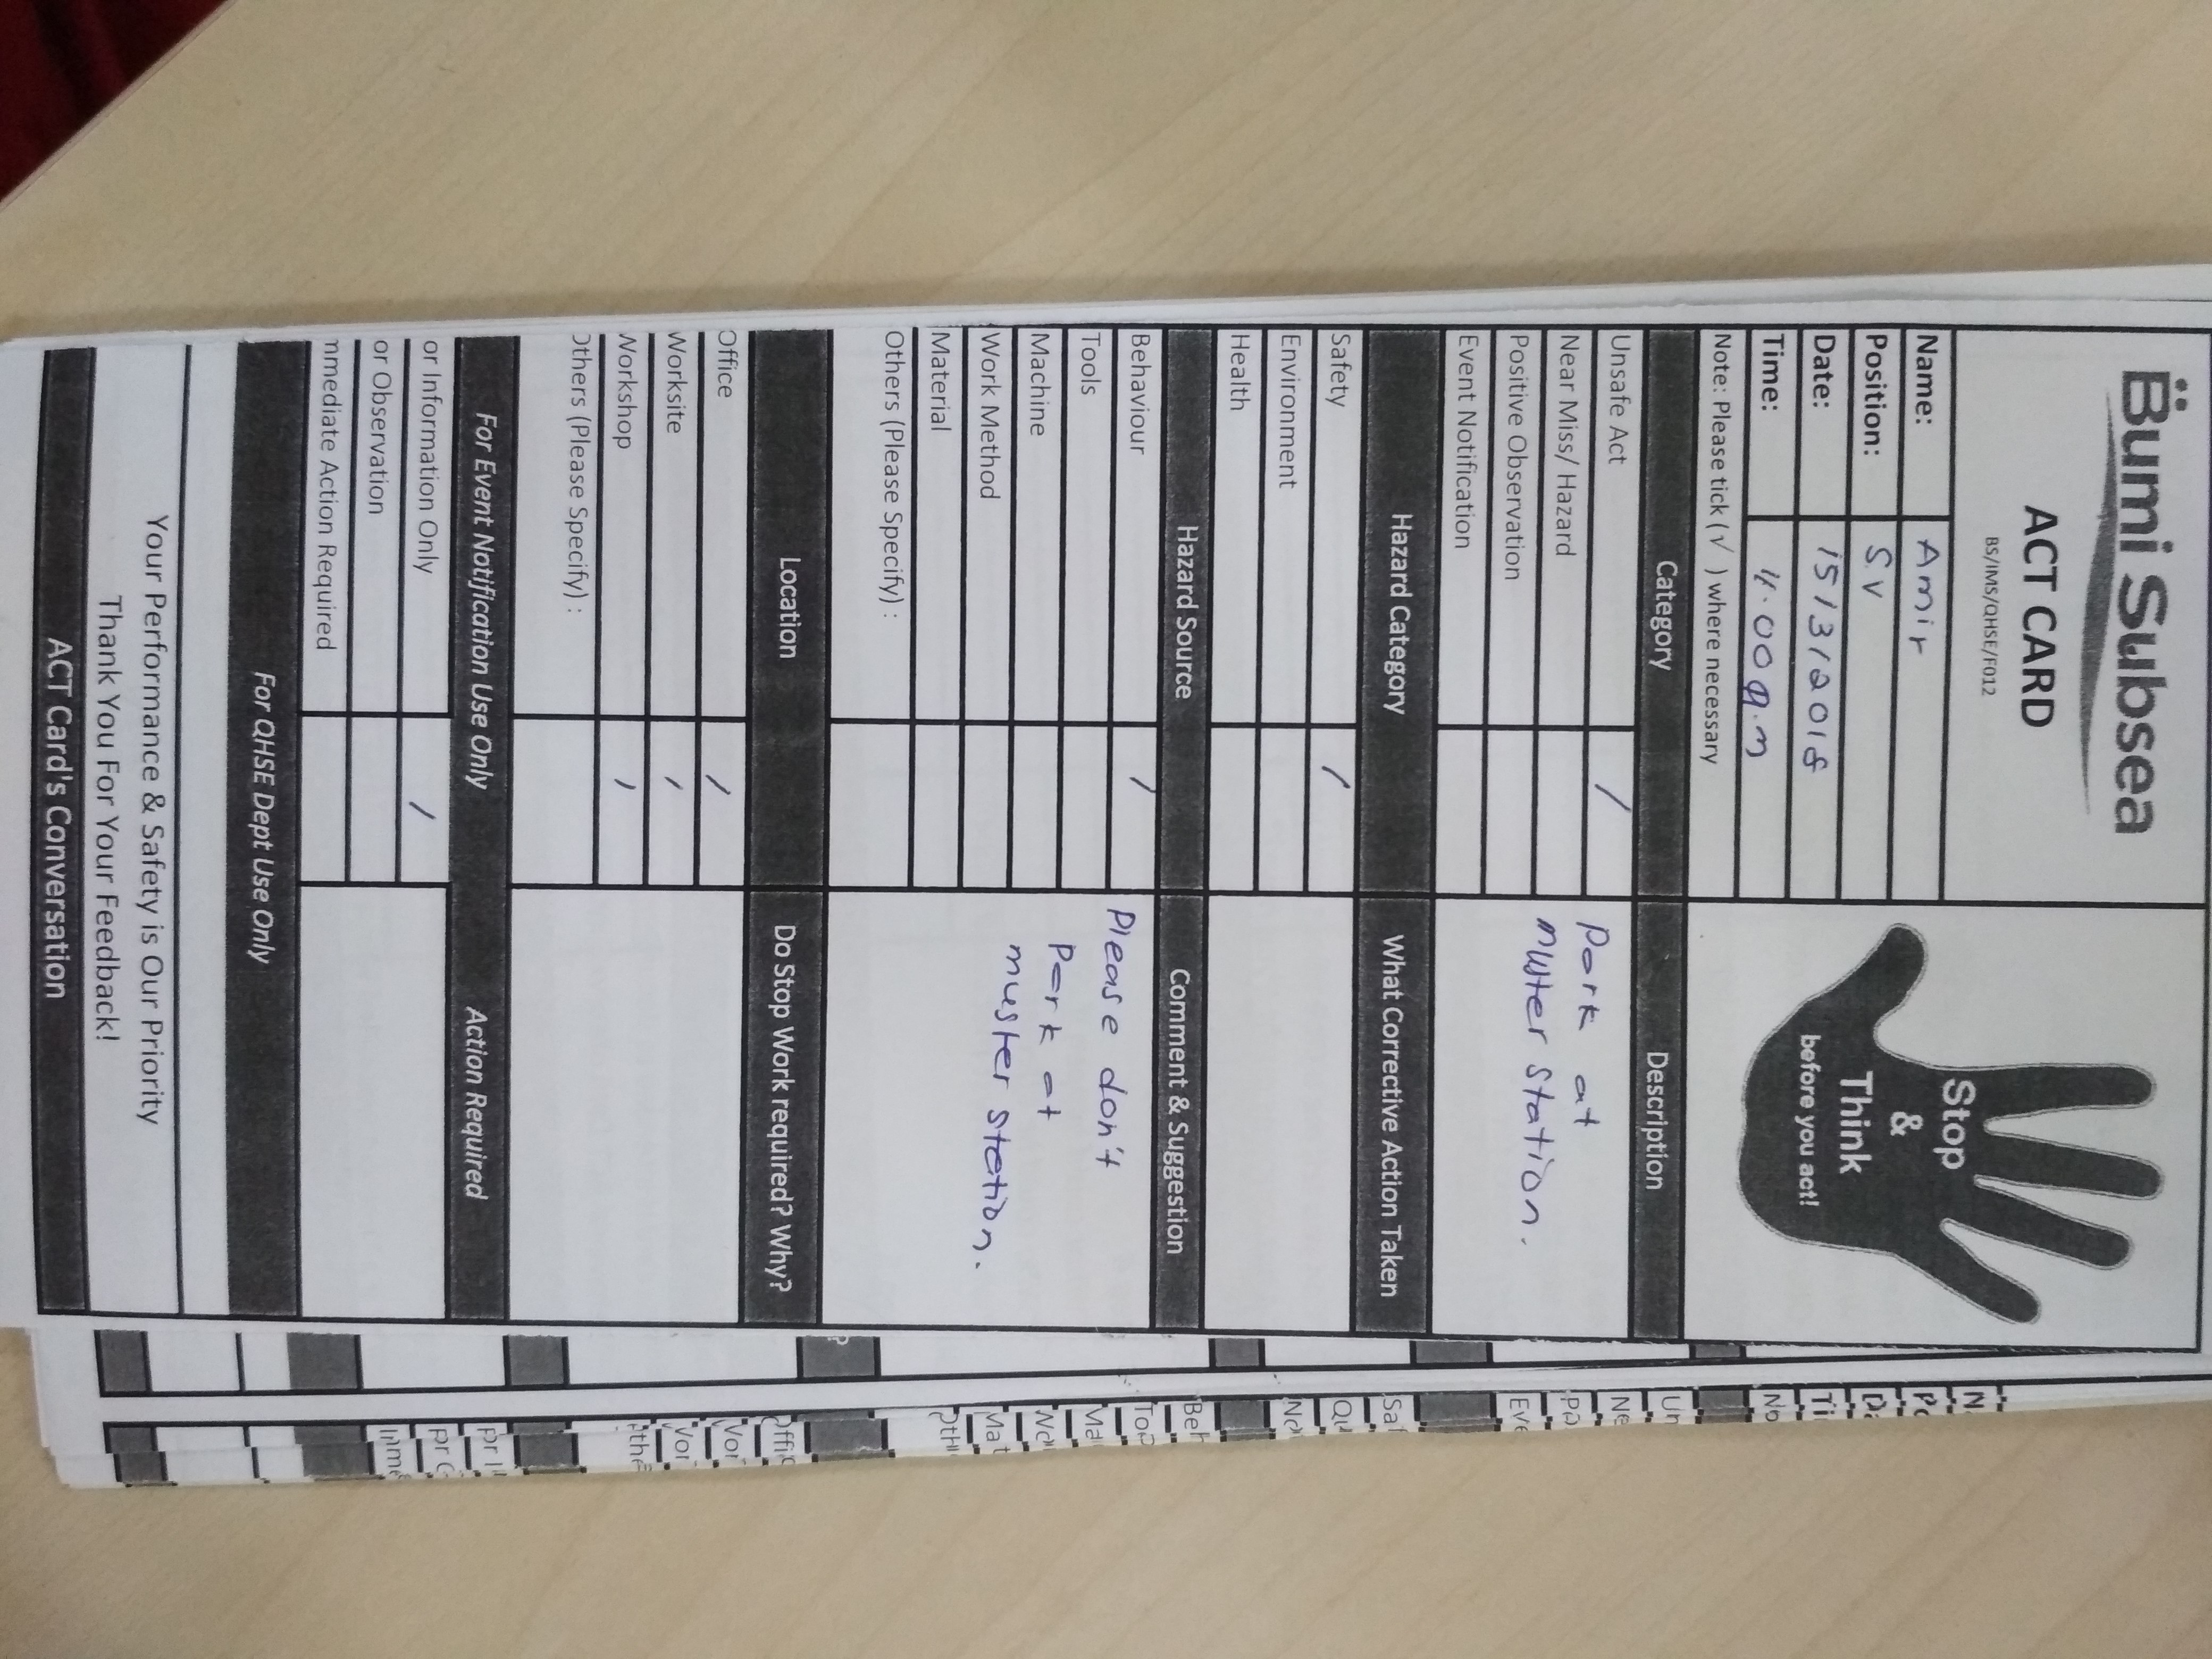 Bumi Subsea
ACT CARD
BS/IMS/QHSE/F012
Stop
&
Think
before you act!
Name: Amir
Position: S.V
Date: 15/3/2018
Time: 11.00 a.m
Note: Please tick (√ ) where necessary
Category Description
Unsafe Act /
Near Miss/ Hazard
Positive Observation
Event Notification
Park at
muster station.
Hazard Category What Corrective Action Taken
Safety /
Environment
Health
Hazard Source Comment & Suggestion
Behaviour /
Tools
Machine
Work Method
Material
Others (Please Specify) :
Please don't
Park at
muster station.
Location Do Stop Work required? Why?
Office /
Worksite /
Workshop /
Others (Please Specify) :
For Event Notification Use Only Action Required
or Information Only /
or Observation
mmediate Action Required
For QHSE Dept Use Only
Your Performance & Safety is Our Priority
Thank You For Your Feedback!
ACT Card's Conversation